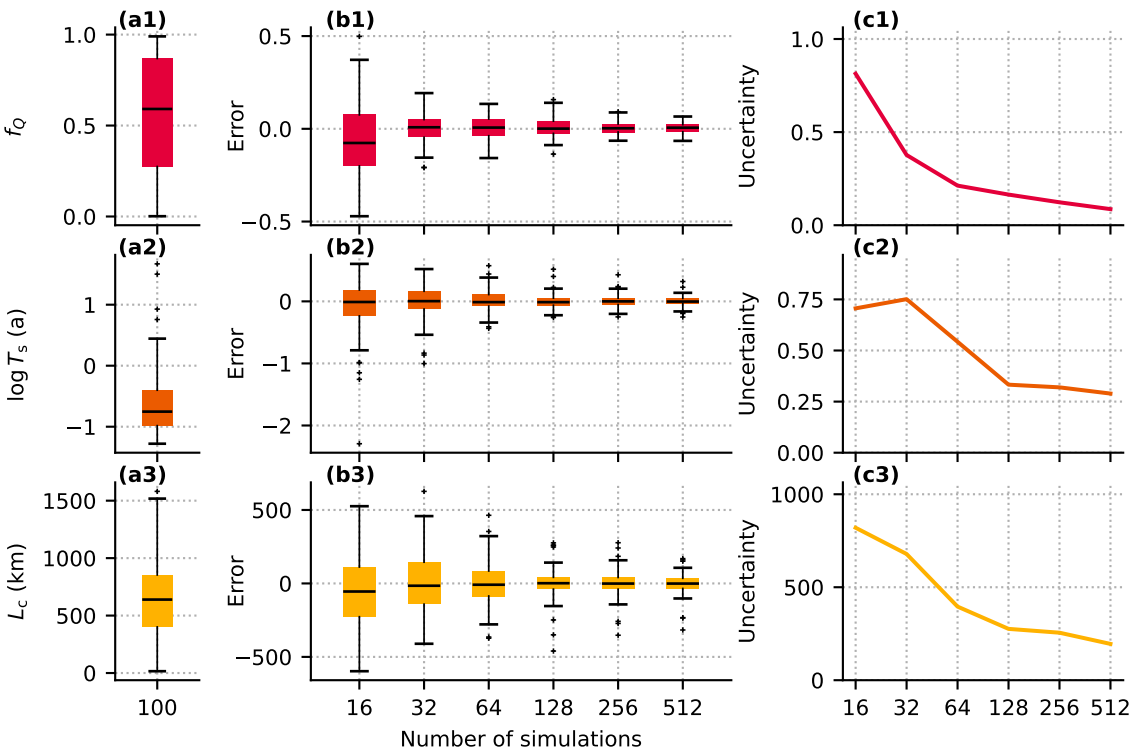 (a1)
f_Q
1.0
0.5
0.0
(b1)
Error
0.5
0.0
−0.5
(c1)
Uncertainty
1.0
0.5
0.0
(a2)
log T_s (a)
1
0
−1
(b2)
Error
0
−1
−2
(c2)
Uncertainty
0.75
0.50
0.25
0.00
(a3)
L_c (km)
1500
1000
500
0
100
(b3)
Error
500
0
−500
16 32 64 128 256 512
Number of simulations
(c3)
Uncertainty
1000
500
0
16 32 64 128 256 512